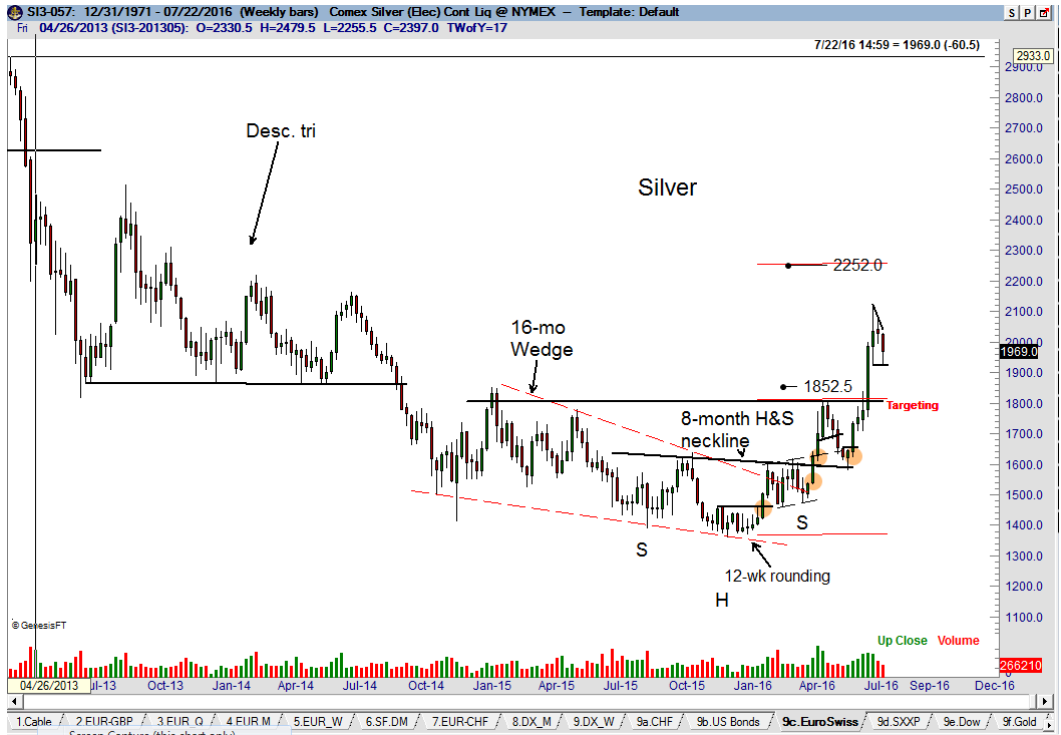 SI3-057: 12/31/1971 - 07/22/2016 (Weekly bars) Comex Silver (Elec) Cont Liq @ NYMEX — Template: Default
S P
Fri 04/26/2013 (SI3-201305): O=2330.5 H=2479.5 L=2255.5 C=2397.0 TWofY=17
7/22/16 14:59 = 1969.0 (-60.5)
2933.0
2900.0
2800.0
Desc. tri
2700.0
2600.0
Silver
2500.0
2400.0
2300.0
2252.0
2200.0
2100.0
16-mo
Wedge
2000.0
1969.0
1900.0
1852.5
1800.0
Targeting
8-month H&S
neckline
1700.0
1600.0
1500.0
S
1400.0
S
1300.0
12-wk rounding
H
1200.0
1100.0
© GenesisFT
Up Close Volume
266210
0
04/26/2013 ul-13 Oct-13 Jan-14 Apr-14 Jul-14 Oct-14 Jan-15 Apr-15 Jul-15 Oct-15 Jan-16 Apr-16 Jul-16 Sep-16 Dec-16
1.Cable 2.EUR-GBP 3.EUR_Q 4.EUR.M 5.EUR_W 6.SF.DM 7.EUR-CHF 8.DX_M 9.DX_W 9a.CHF 9b.US Bonds 9c.EuroSwiss 9d.SXXP 9e.Dow 9f.Gold
Screen Capture (this chart only)